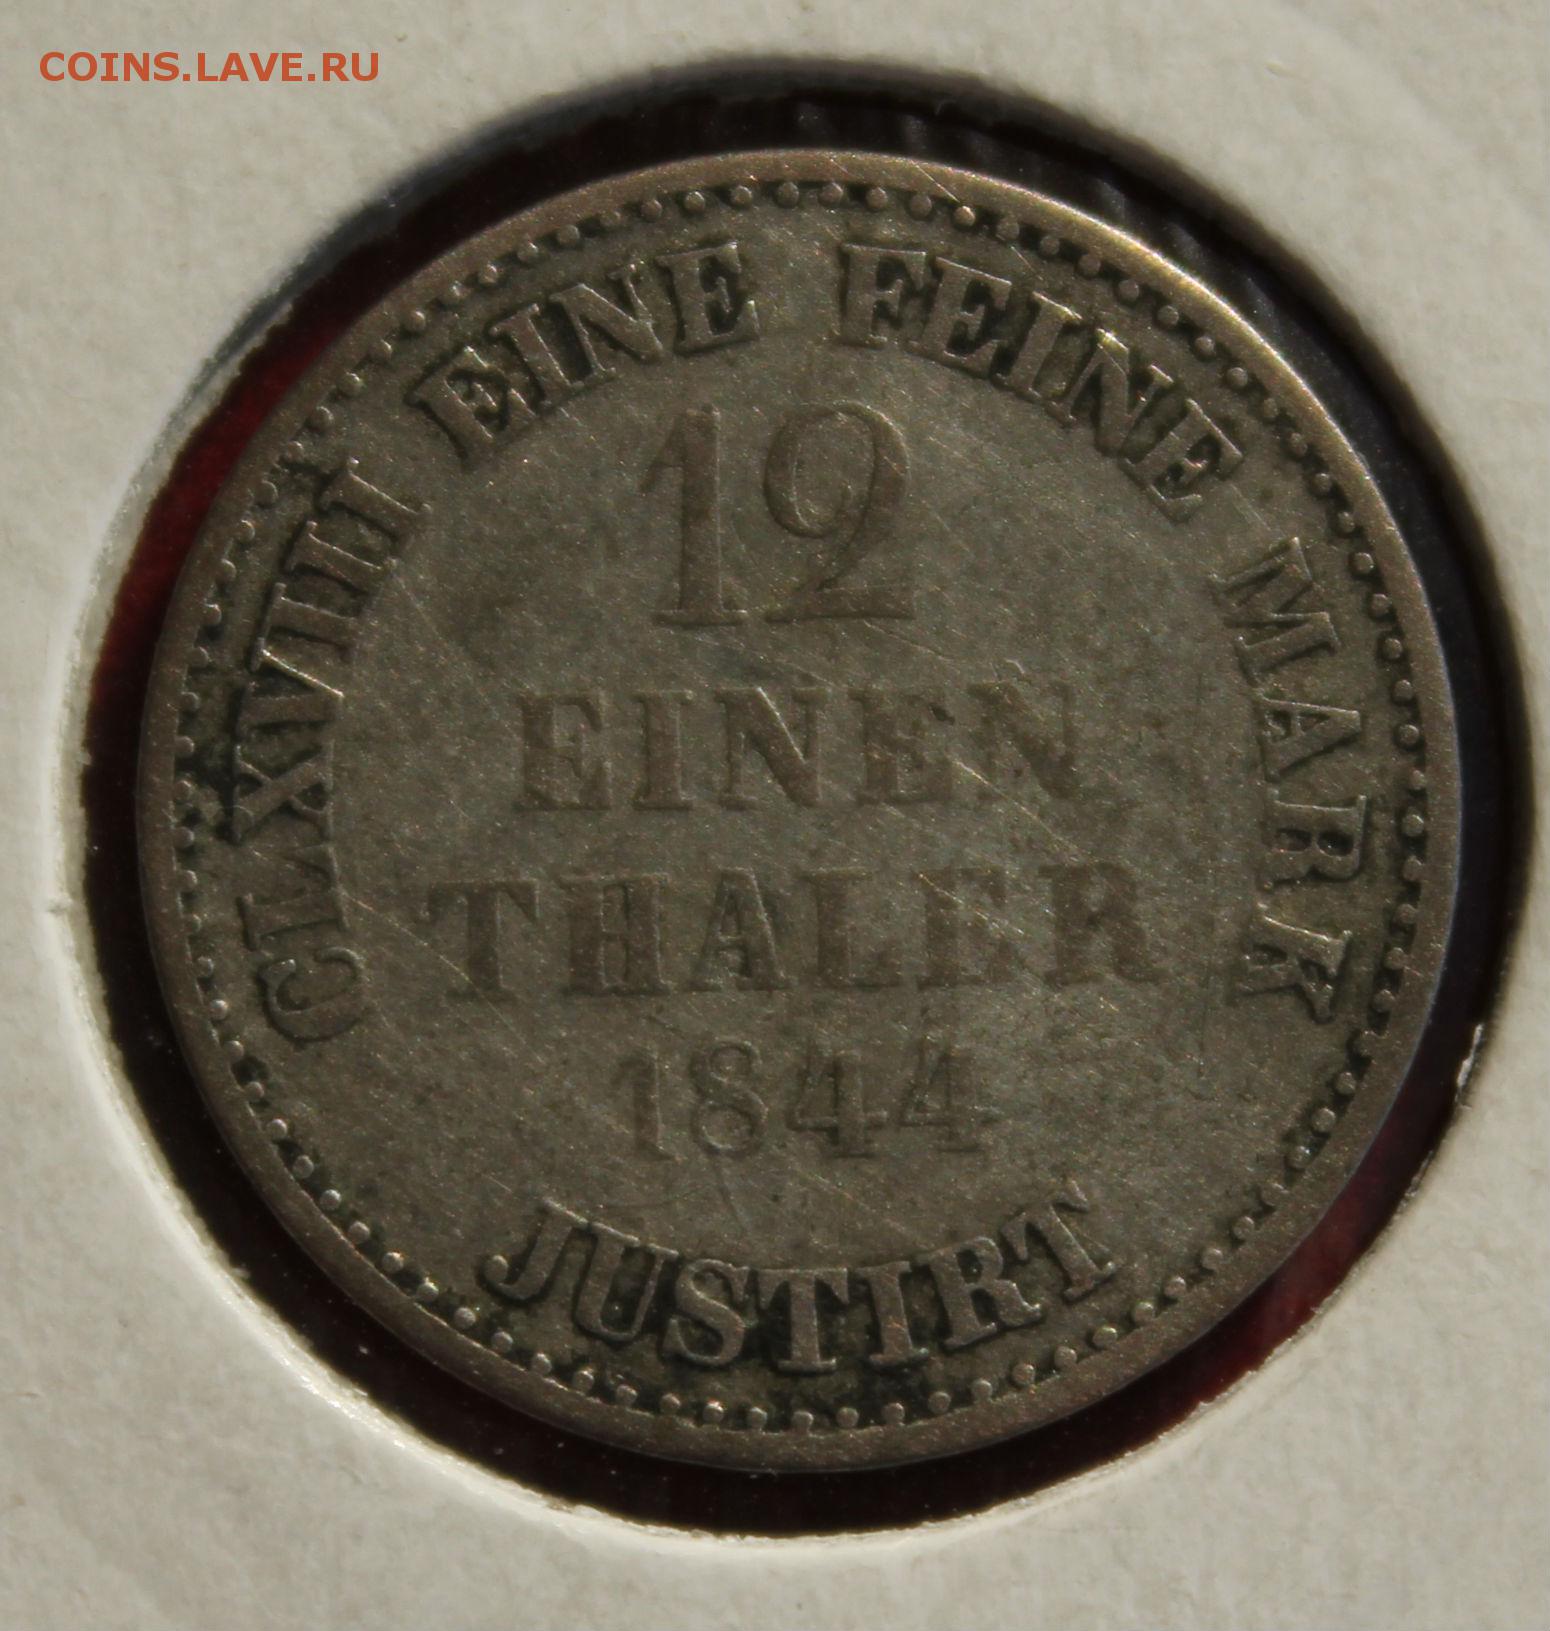 COINS.LAVE.RU
CLXVIII EINE FEINE MARK
12
EINEN
THALER
1844
JUSTIRT